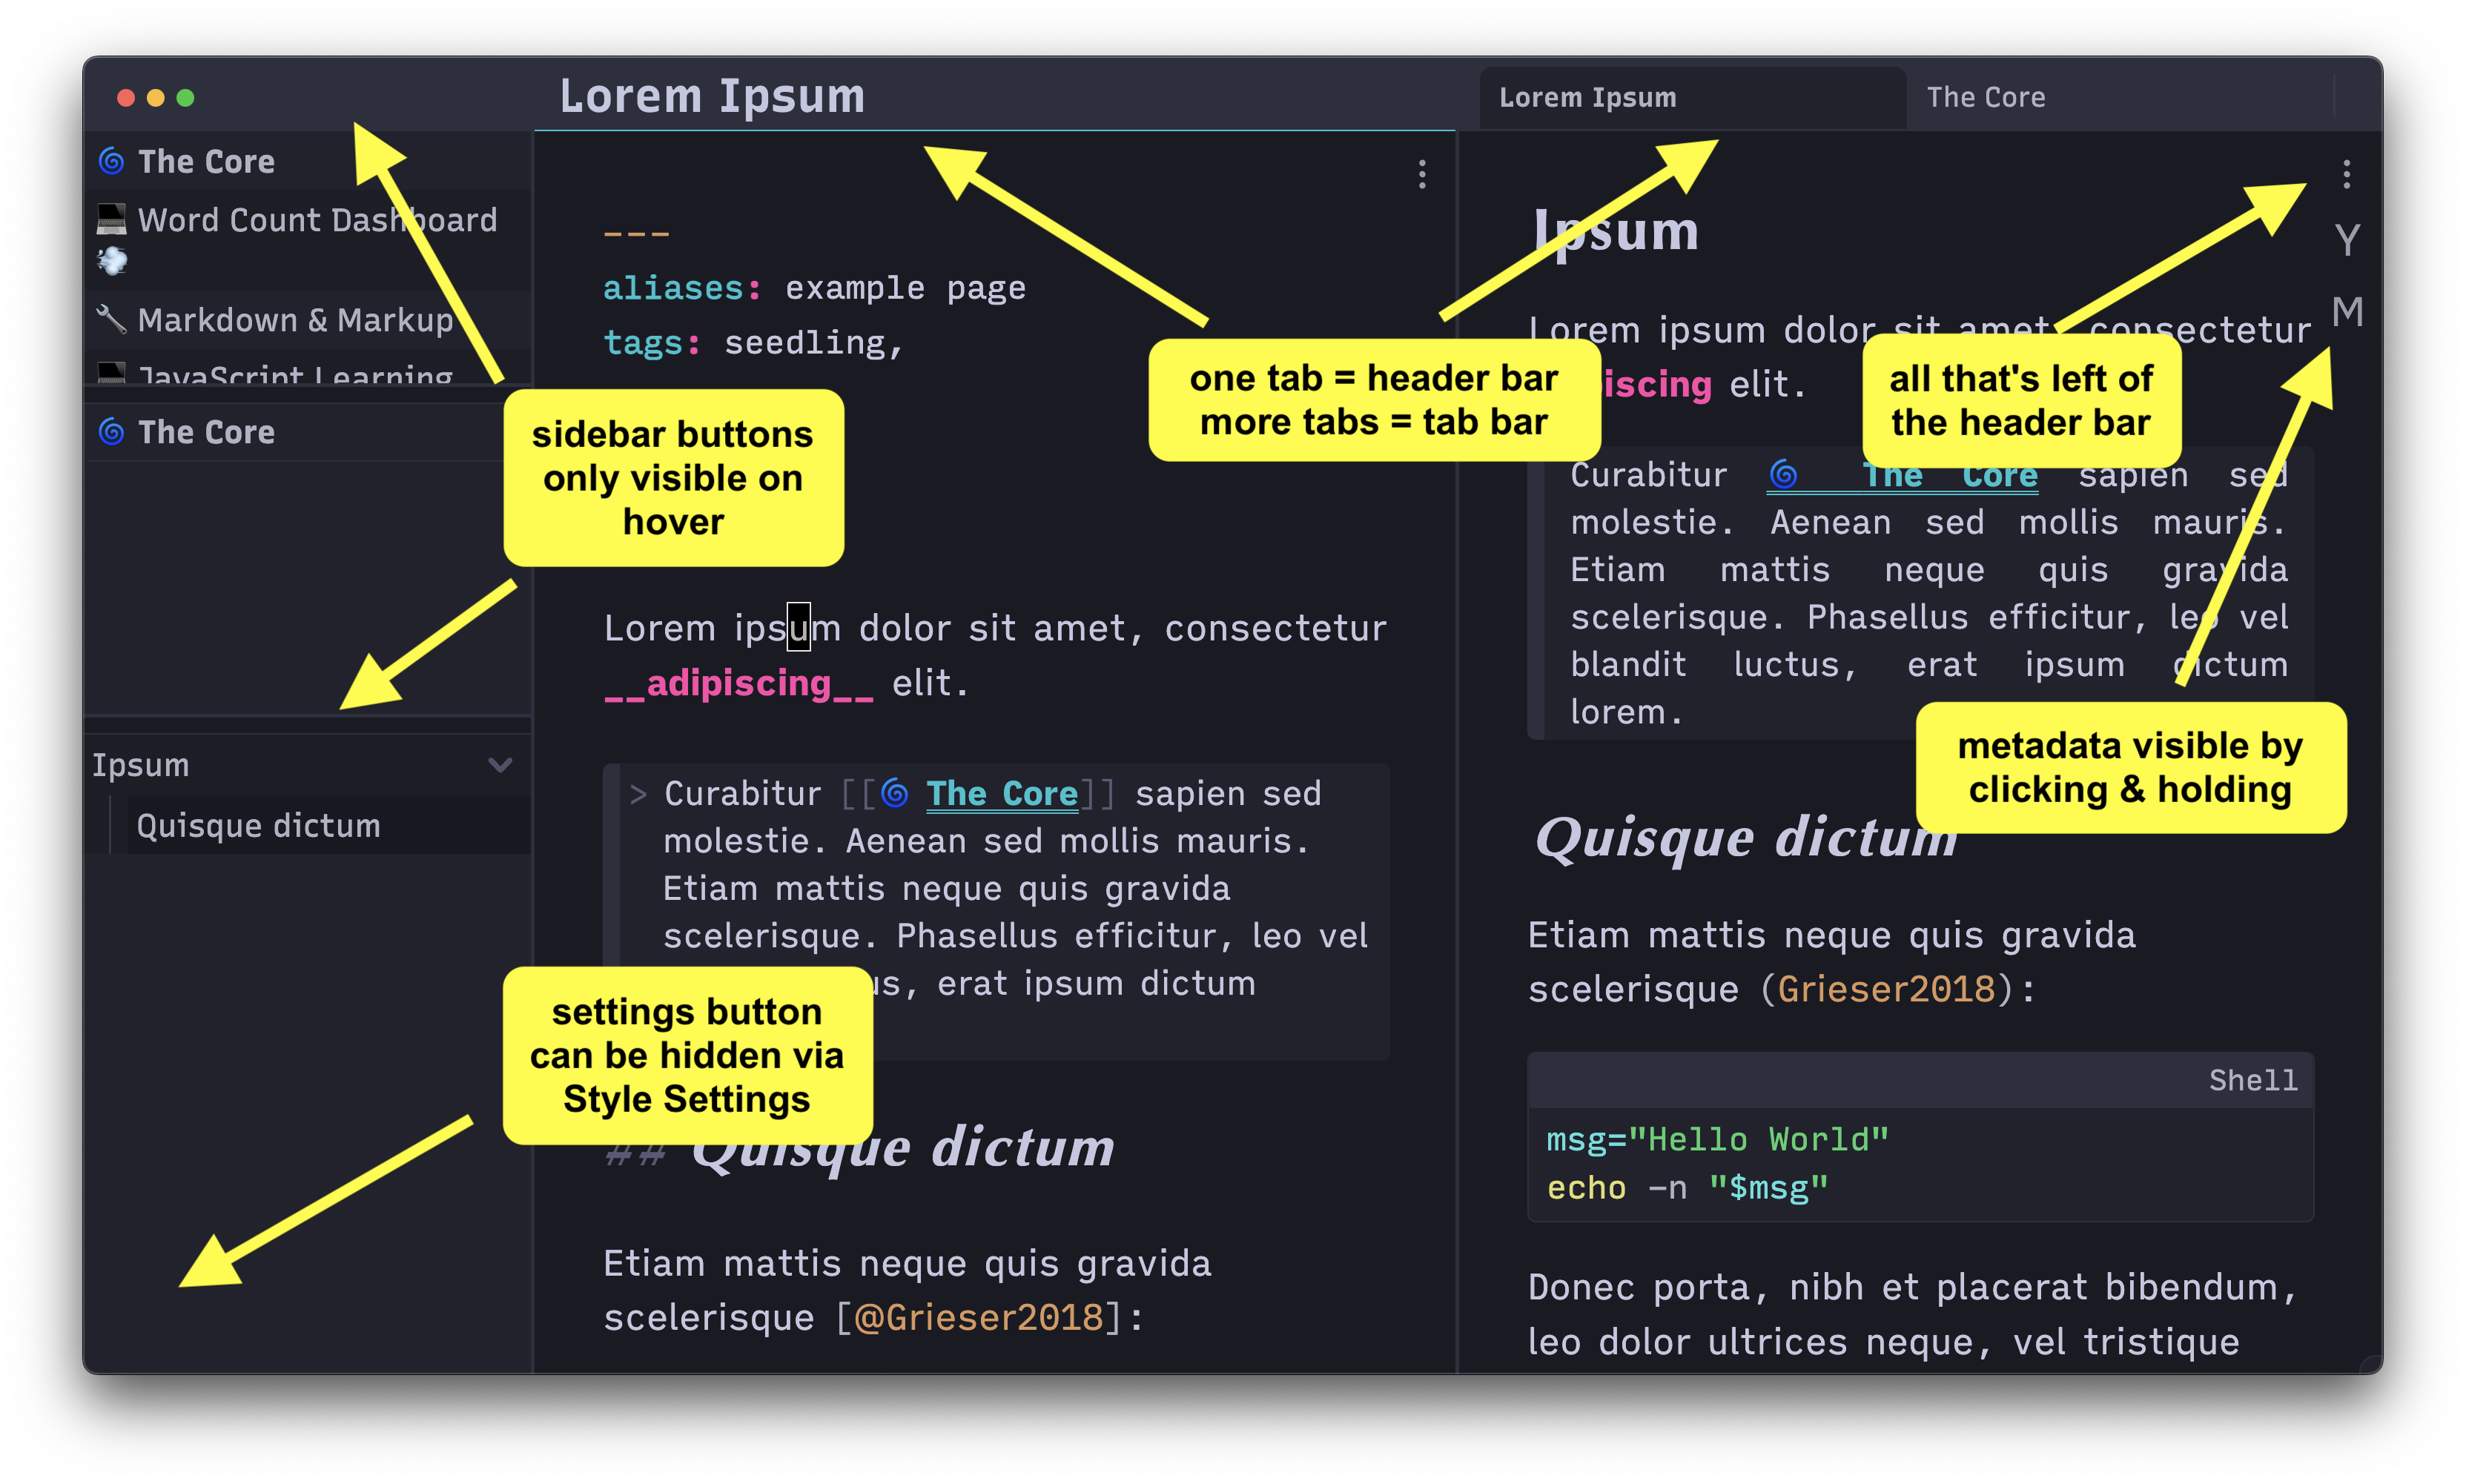 Lorem Ipsum
Lorem Ipsum
The Core
The Core
Word Count Dashboard
Markdown & Markup
JavaScript Learning
The Core
Ipsum
Quisque dictum
sidebar buttons
only visible on
hover
settings button
can be hidden via
Style Settings
---
aliases: example page
tags: seedling,
one tab = header bar
more tabs = tab bar
Lorem ipsum dolor sit amet, consectetur
__adipiscing__ elit.
> Curabitur [[🌀 The Core]] sapien sed
molestie. Aenean sed mollis mauris.
Etiam mattis neque quis gravida
scelerisque. Phasellus efficitur, leo vel
erat ipsum dictum
## Quisque dictum
Etiam mattis neque quis gravida
scelerisque [@Grieser2018]:
Ipsum
Y
M
Lorem ipsum dolor sit amet, consectetur
elit.
all that's left of
the header bar
Curabitur 🌀 The Core sapien sed
molestie. Aenean sed mollis mauris.
Etiam mattis neque quis gravida
scelerisque. Phasellus efficitur, leo vel
blandit luctus, erat ipsum dictum
lorem.
metadata visible by
clicking & holding
Quisque dictum
Etiam mattis neque quis gravida
scelerisque (Grieser2018):
Shell
msg="Hello World"
echo -n "$msg"
Donec porta, nibh et placerat bibendum,
leo dolor ultrices neque, vel tristique